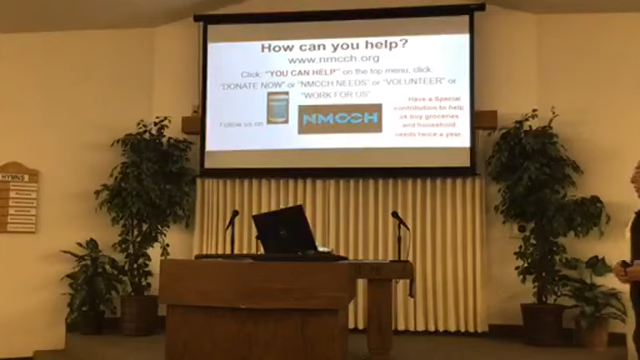 How can you help?
www.nmcch.org
Click: "YOU CAN HELP" on the top menu, click
"DONATE NOW" or "NMCCH NEEDS" or "VOLUNTEER" or
"WORK FOR US"
Follow us on
NMCCH
Have a Special
contribution to help
us buy groceries
and household
needs twice a year
HYMNS